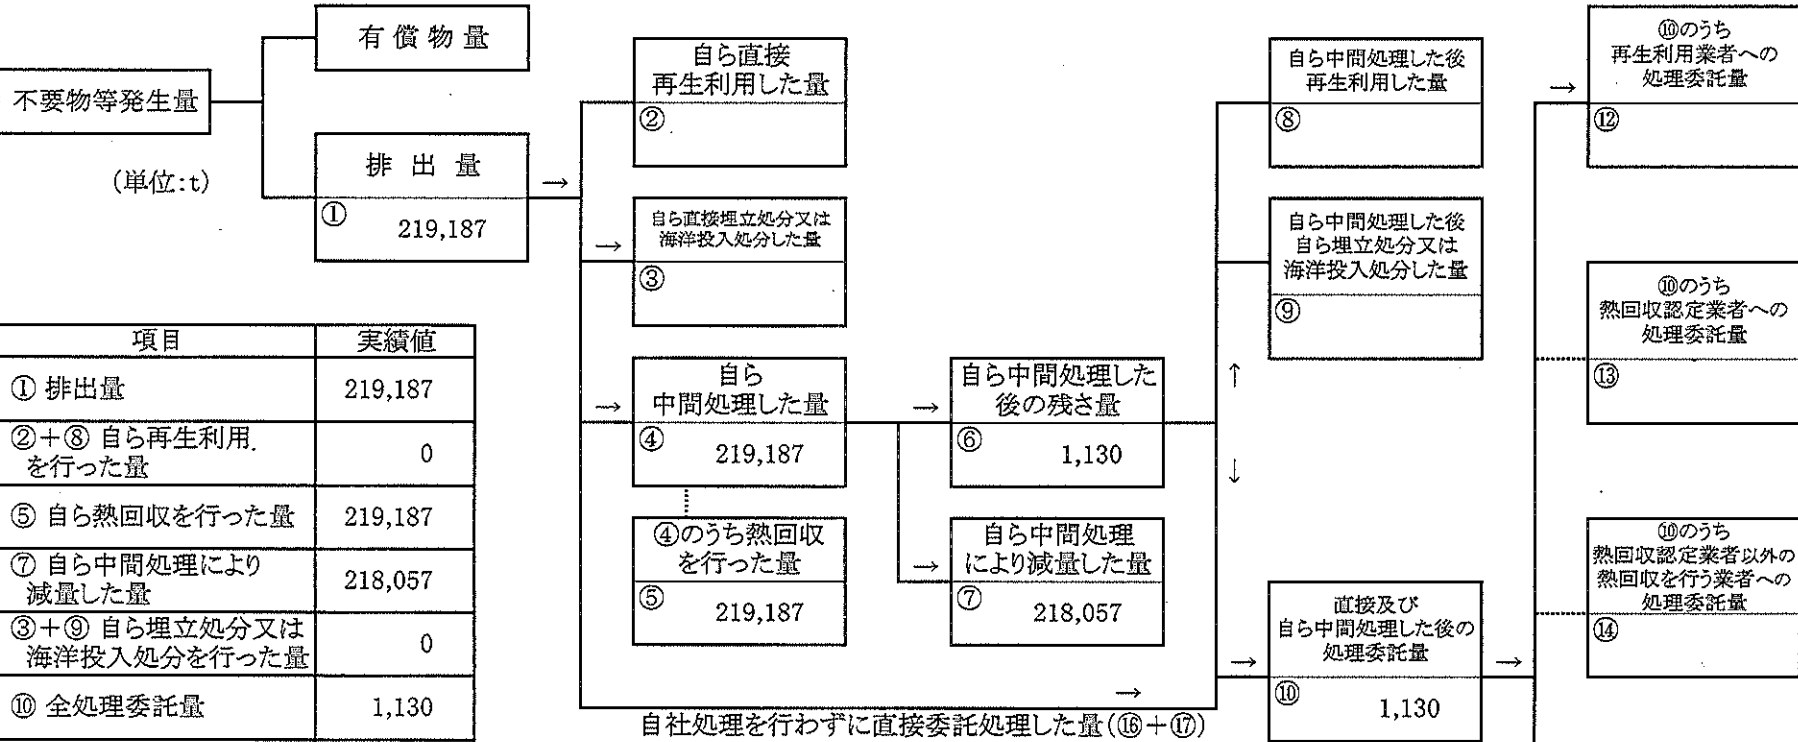 有償物量
不要物等発生量
(単位:t)
排出量
①
219,187
→
自ら直接
再生利用した量
②
→
自ら直接埋立処分又は
海洋投入処分した量
③
→
自ら
中間処理した量
④
219,187
④のうち熱回収
を行った量
⑤
219,187
→
自ら中間処理した
後の残さ量
⑥
1,130
→
自ら中間処理
により減量した量
⑦
218,057
自ら中間処理した後
再生利用した量
⑧
自ら中間処理した後
自ら埋立処分又は
海洋投入処分した量
⑨
↑
↓
→
自社処理を行わずに直接委託処理した量(⑯+⑰)
→
直接及び
自ら中間処理した後の
処理委託量
⑩
1,130
→
→
⑩のうち
再生利用業者への
処理委託量
⑫
⑩のうち
熱回収認定業者への
処理委託量
⑬
⑩のうち
熱回収認定業者以外の
熱回収を行う業者への
処理委託量
⑭
項目 実績値
① 排出量 219,187
②+⑧ 自ら再生利用
を行った量 0
⑤ 自ら熱回収を行った量 219,187
⑦ 自ら中間処理により
減量した量 218,057
③+⑨ 自ら埋立処分又は
海洋投入処分を行った量 0
⑩ 全処理委託量 1,130